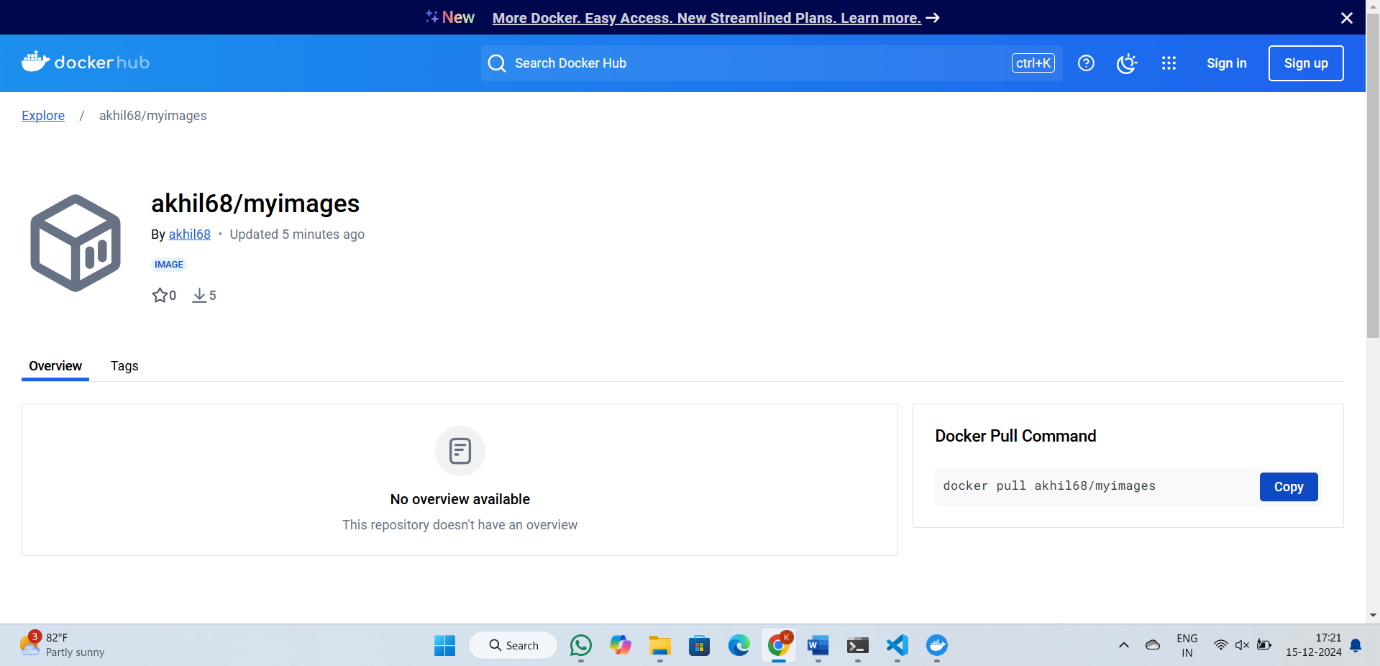 New More Docker. Easy Access. New Streamlined Plans. Learn more.
docker hub Search Docker Hub ctrl+K Sign in Sign up
Explore / akhil68/myimages
akhil68/myimages
By akhil68 • Updated 5 minutes ago
IMAGE
0 5
Overview Tags
No overview available
This repository doesn't have an overview
Docker Pull Command
docker pull akhil68/myimages Copy
3 82°F
Partly sunny
Search
K
W
ENG
IN
17:21
15-12-2024